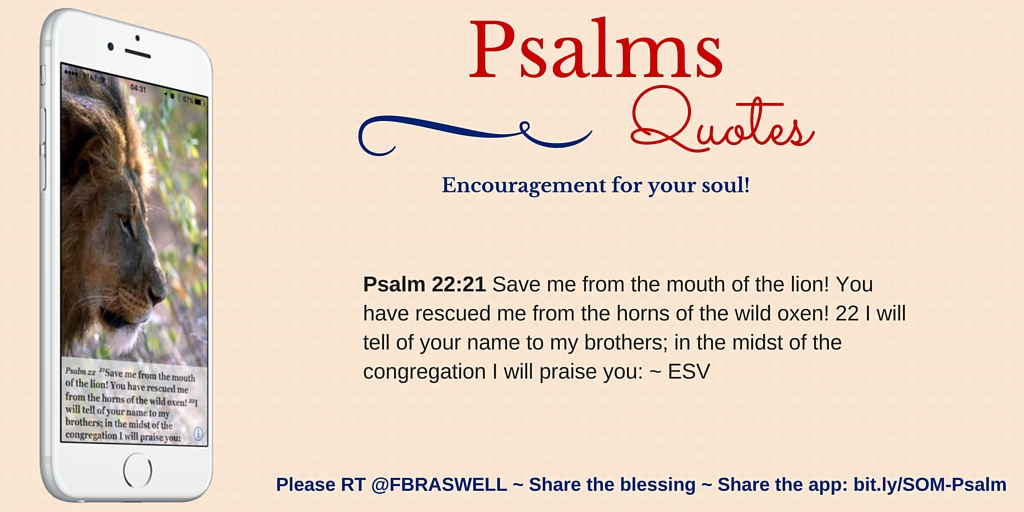 Psalms
Quotes
Encouragement for your soul!
Psalm 22:21 Save me from the mouth of the lion! You
have rescued me from the horns of the wild oxen! 22 I will
tell of your name to my brothers; in the midst of the
congregation I will praise you: ~ ESV
Please RT @FBRASWELL ~ Share the blessing ~ Share the app: bit.ly/SOM-Psalm
AT&T
04:31
67%
Psalm 22 ²¹Save me from the mouth
of the lion! You have rescued me
from the horns of the wild oxen! ²²I
will tell of your name to my
brothers; in the midst of the
congregation I will praise you: